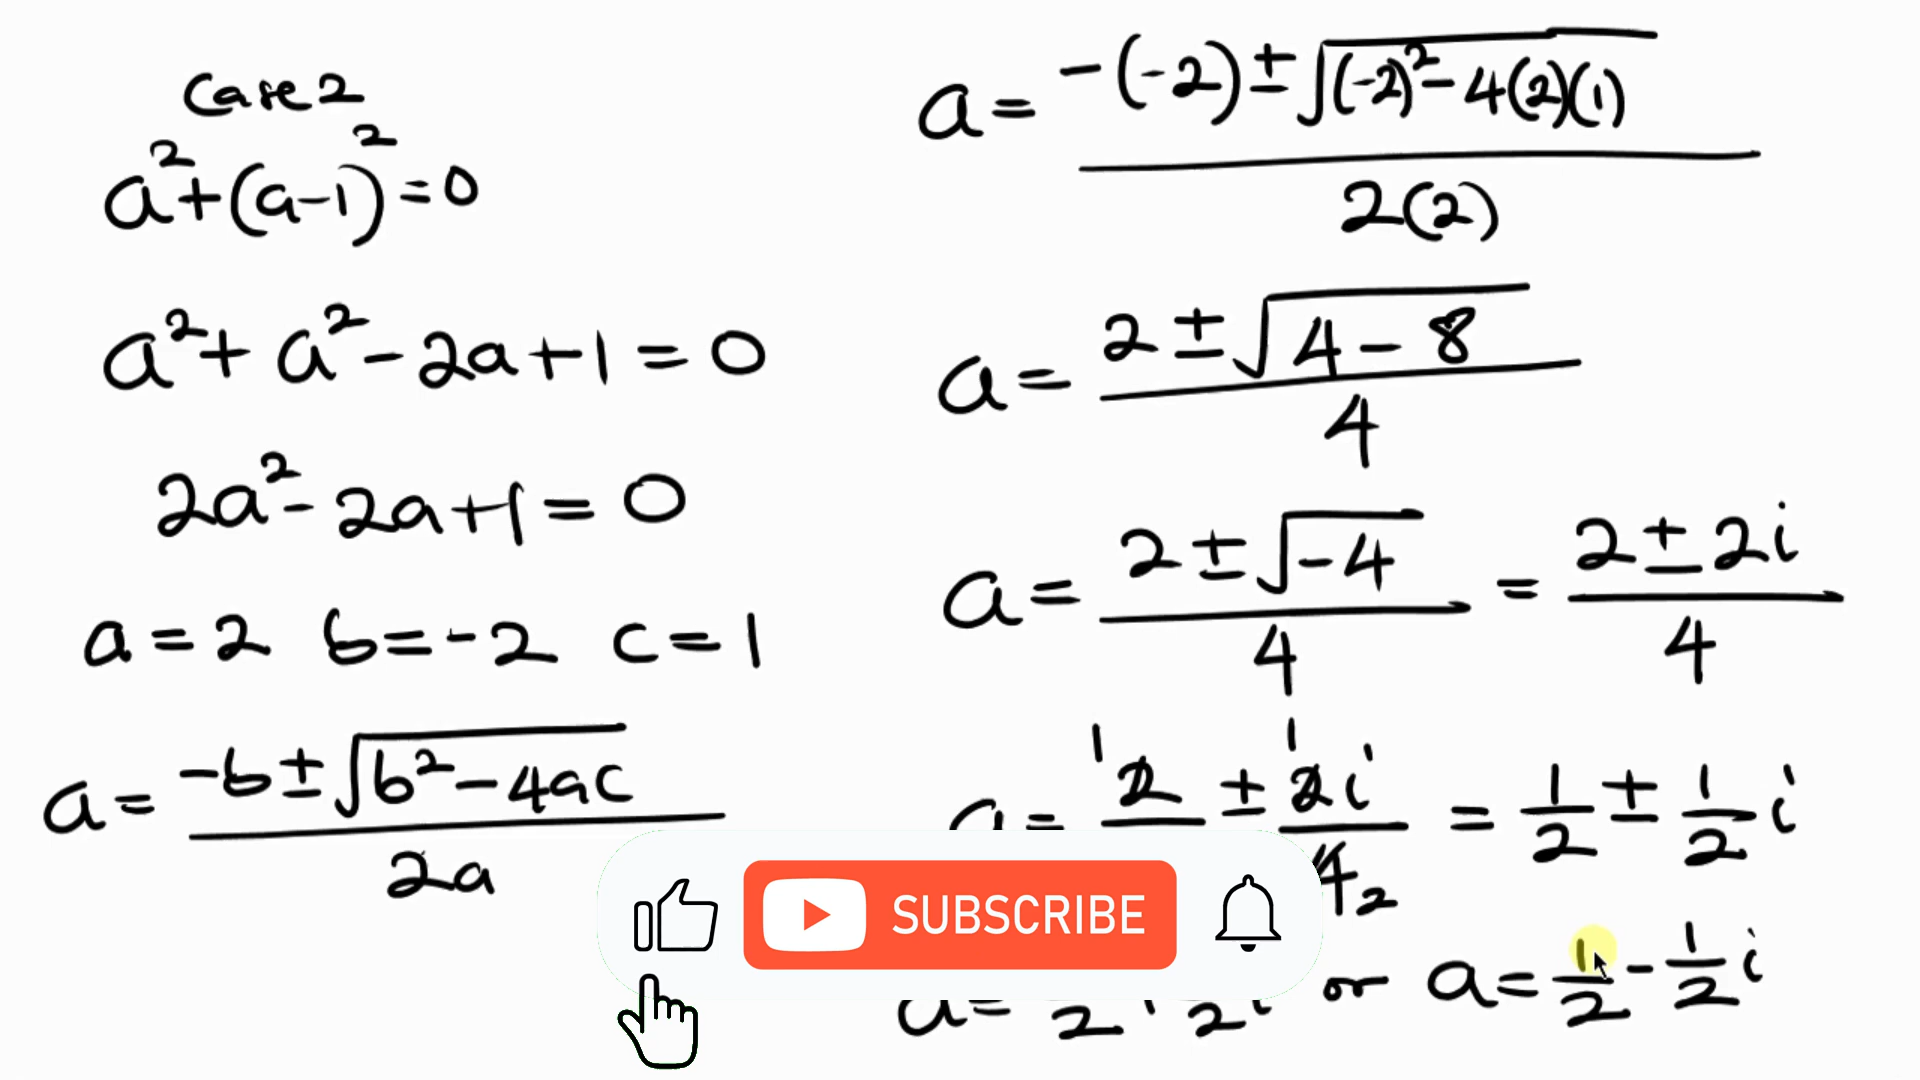 Case 2
a² + (a-1)² = 0
a² + a² - 2a + 1 = 0
2a² - 2a + 1 = 0
a = 2 b = -2 c = 1
a = (-b ± √(b² - 4ac)) / 2a
a = (-(-2) ± √((-2)² - 4(2)(1))) / 2(2)
a = (2 ± √(4 - 8)) / 4
a = (2 ± √-4) / 4 = (2 ± 2i) / 4
a = 2 ± 2i/4 = 1/2 ± 1/2 i
1 1 2
or a = 1/2 - 1/2 i
SUBSCRIBE